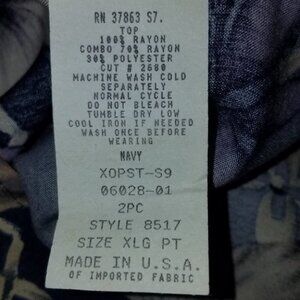 RN 37863 S7.
TOP
100% RAYON
COMBO 70% RAYON
30% POLYESTER
CUT # 2680
MACHINE WASH COLD
SEPARATELY
NORMAL CYCLE
DO NOT BLEACH
TUMBLE DRY LOW
COOL IRON IF NEEDED
WASH ONCE BEFORE
WEARING
NAVY
XOPST-S9
06028-01
2PC
STYLE 8517
SIZE XLG PT
MADE IN U.S.A.
OF IMPORTED FABRIC